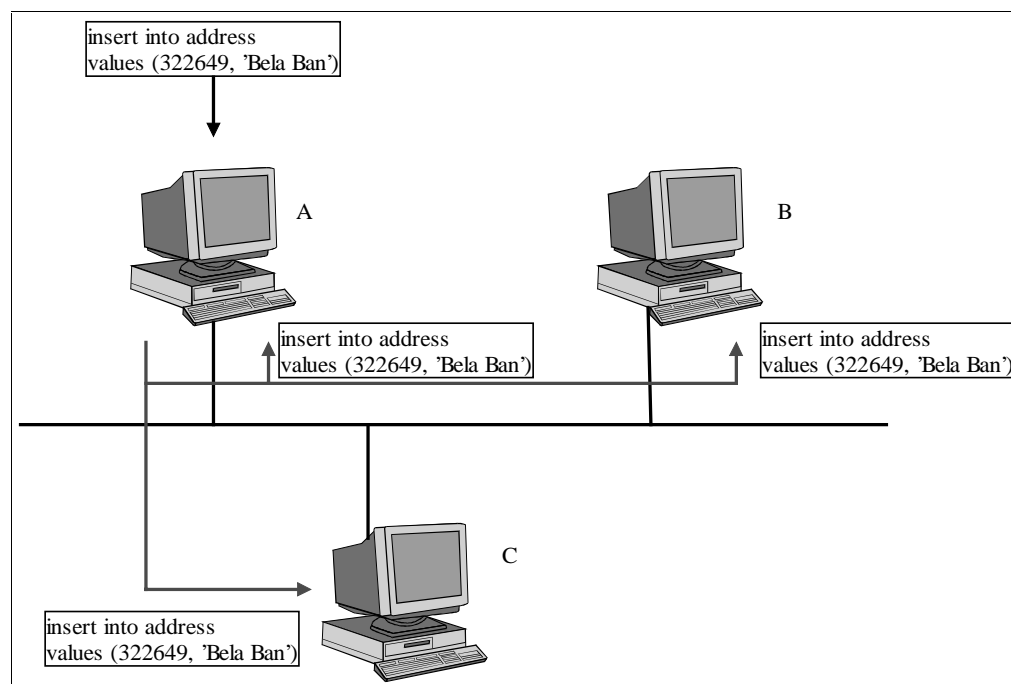 insert into address
values (322649, ’Bela Ban’)
A
B
insert into address
values (322649, ’Bela Ban’)
insert into address
values (322649, ’Bela Ban’)
C
insert into address
values (322649, ’Bela Ban’)